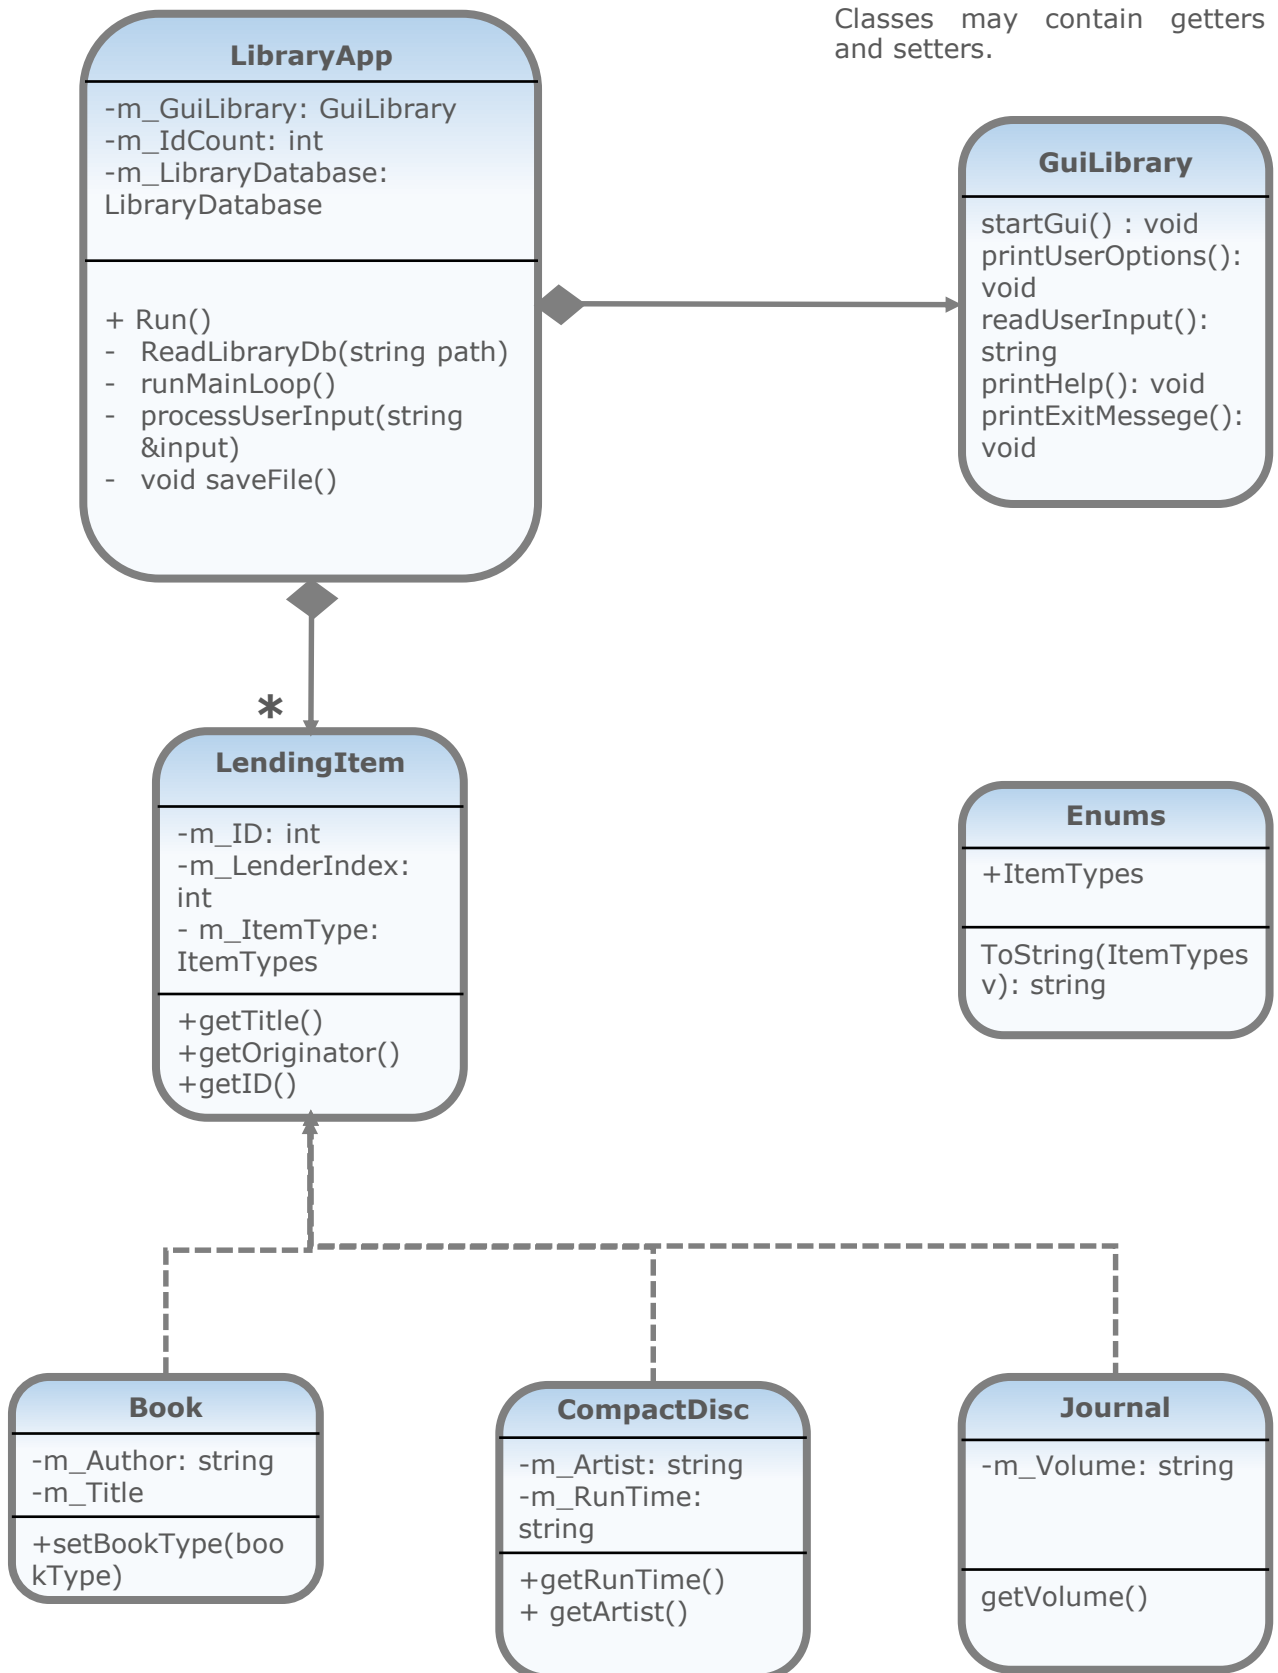 Classes may contain getters
and setters.
LibraryApp
-m_GuiLibrary: GuiLibrary
-m_IdCount: int
-m_LibraryDatabase:
LibraryDatabase
+ Run()
- ReadLibraryDb(string path)
- runMainLoop()
- processUserInput(string
&input)
- void saveFile()
GuiLibrary
startGui() : void
printUserOptions():
void
readUserInput():
string
printHelp(): void
printExitMessege():
void
*
LendingItem
-m_ID: int
-m_LenderIndex:
int
- m_ItemType:
ItemTypes
+getTitle()
+getOriginator()
+getID()
Enums
+ItemTypes
ToString(ItemTypes
v): string
Book
-m_Author: string
-m_Title
+setBookType(boo
kType)
CompactDisc
-m_Artist: string
-m_RunTime:
string
+getRunTime()
+ getArtist()
Journal
-m_Volume: string
getVolume()